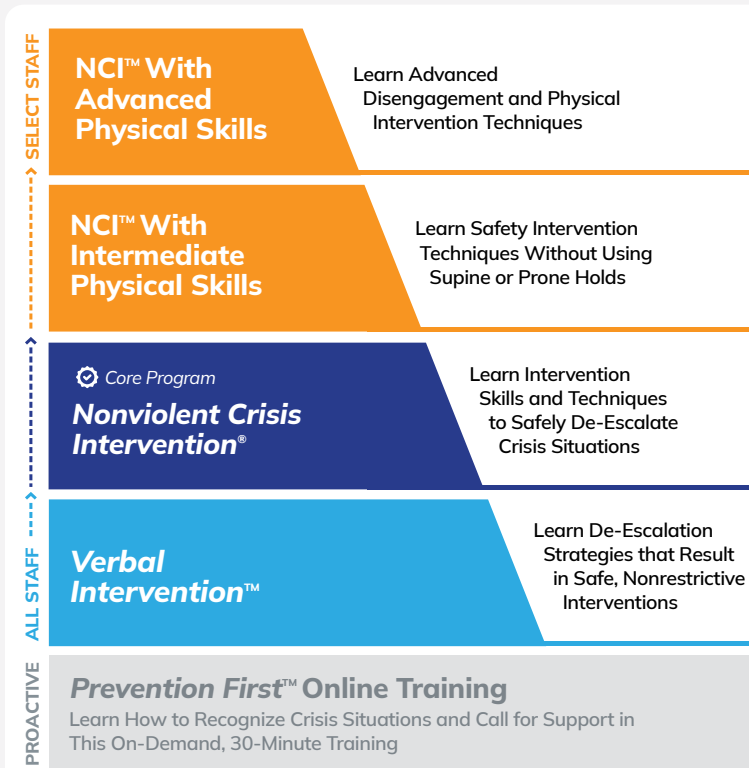 SELECT STAFF
NCI™ With
Advanced
Physical Skills
Learn Advanced
Disengagement and Physical
Intervention Techniques
NCI™ With
Intermediate
Physical Skills
Learn Safety Intervention
Techniques Without Using
Supine or Prone Holds
Core Program
Nonviolent Crisis
Intervention®
Learn Intervention
Skills and Techniques
to Safely De-Escalate
Crisis Situations
ALL STAFF
Verbal
Intervention™
Learn De-Escalation
Strategies that Result
in Safe, Nonrestrictive
Interventions
PROACTIVE
Prevention First™ Online Training
Learn How to Recognize Crisis Situations and Call for Support in
This On-Demand, 30-Minute Training